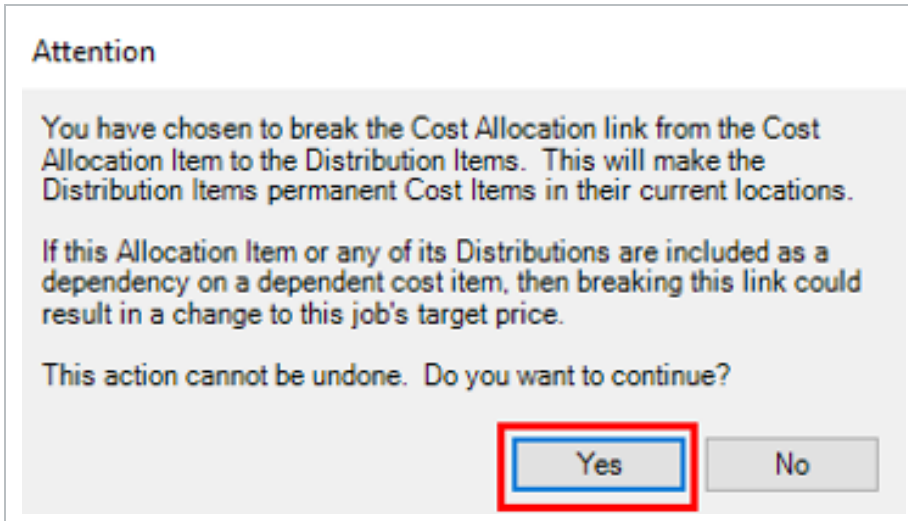 Attention
You have chosen to break the Cost Allocation link from the Cost
Allocation Item to the Distribution Items.  This will make the
Distribution Items permanent Cost Items in their current locations.
If this Allocation Item or any of its Distributions are included as a
dependency on a dependent cost item, then breaking this link could
result in a change to this job's target price.
This action cannot be undone.  Do you want to continue?
Yes
No